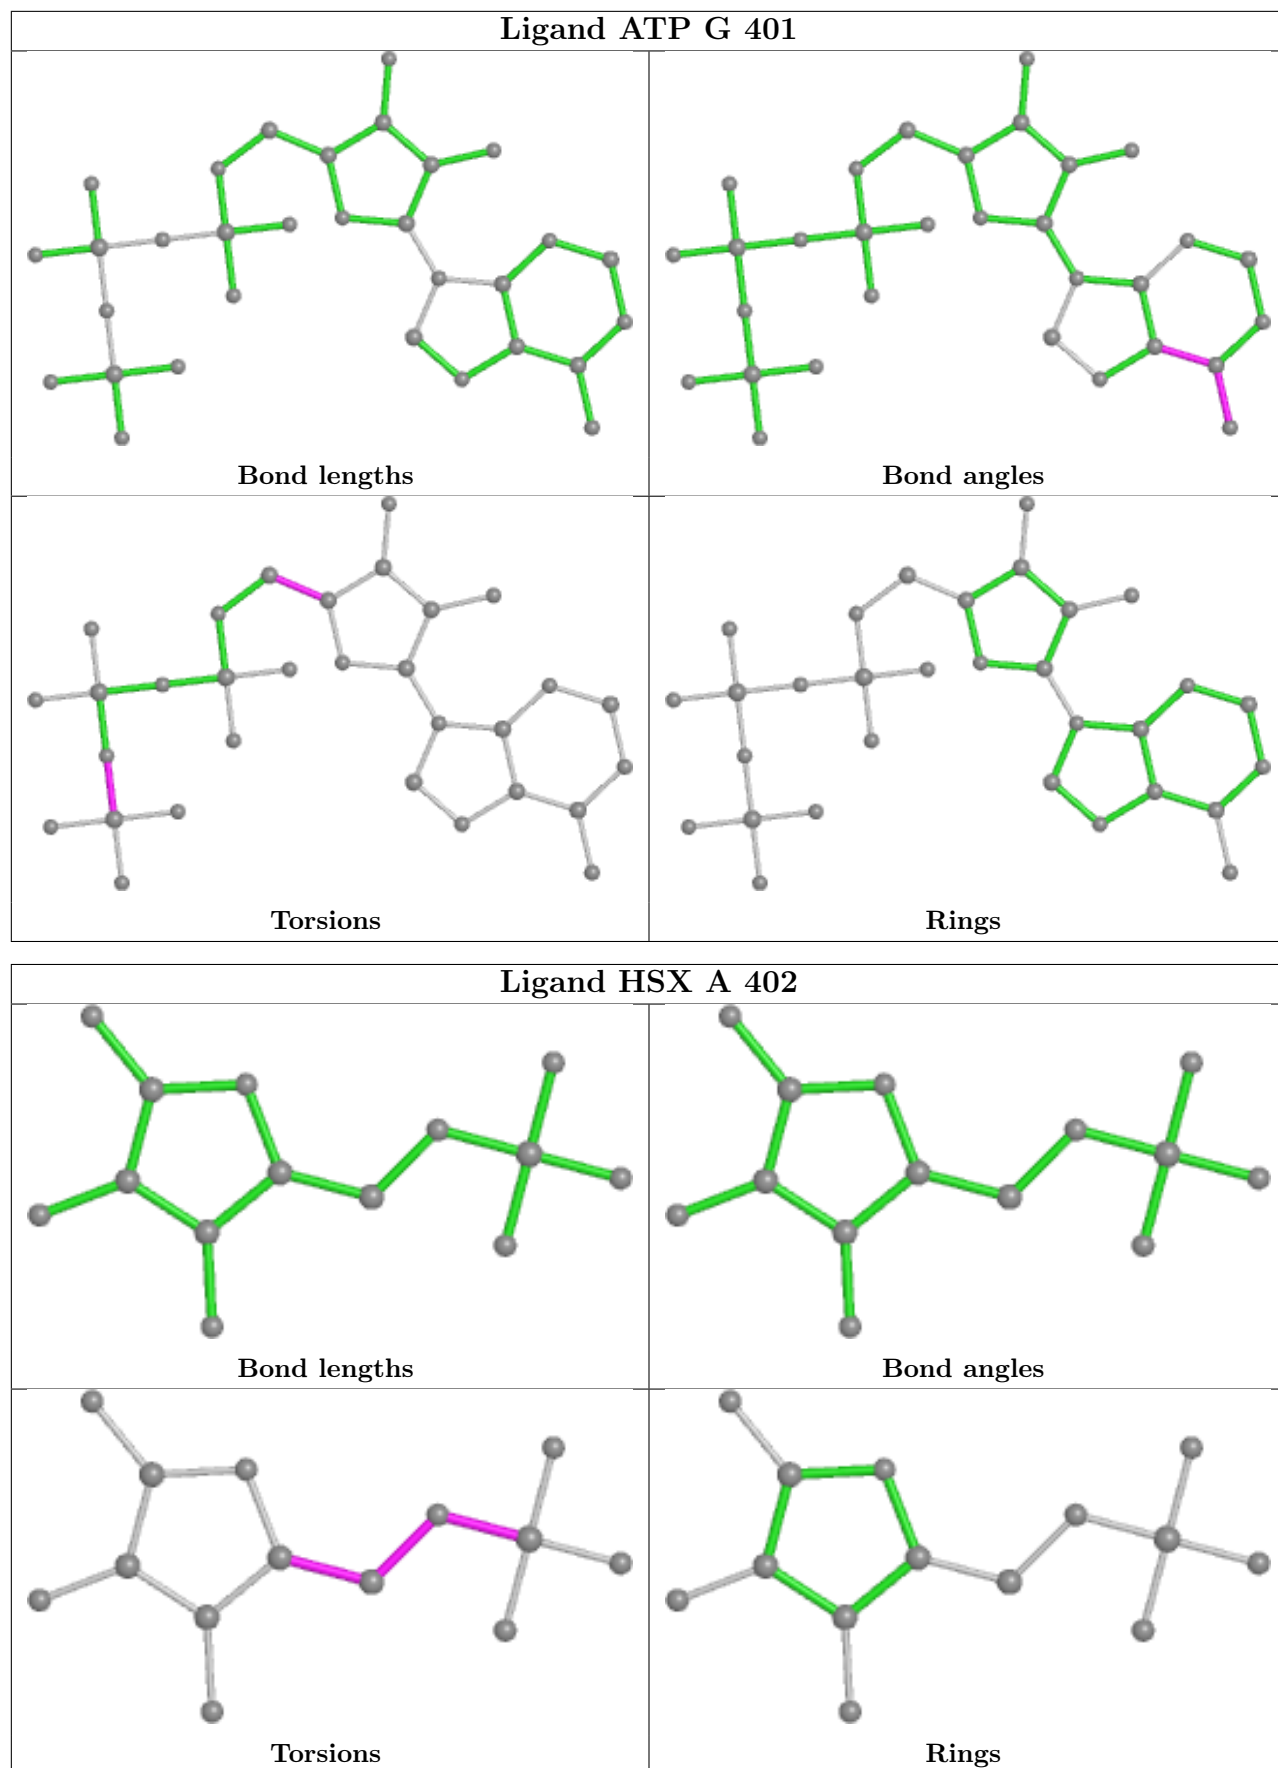 Ligand ATP G 401
Bond lengths
Bond angles
Torsions
Rings
Ligand HSX A 402
Bond lengths
Bond angles
Torsions
Rings